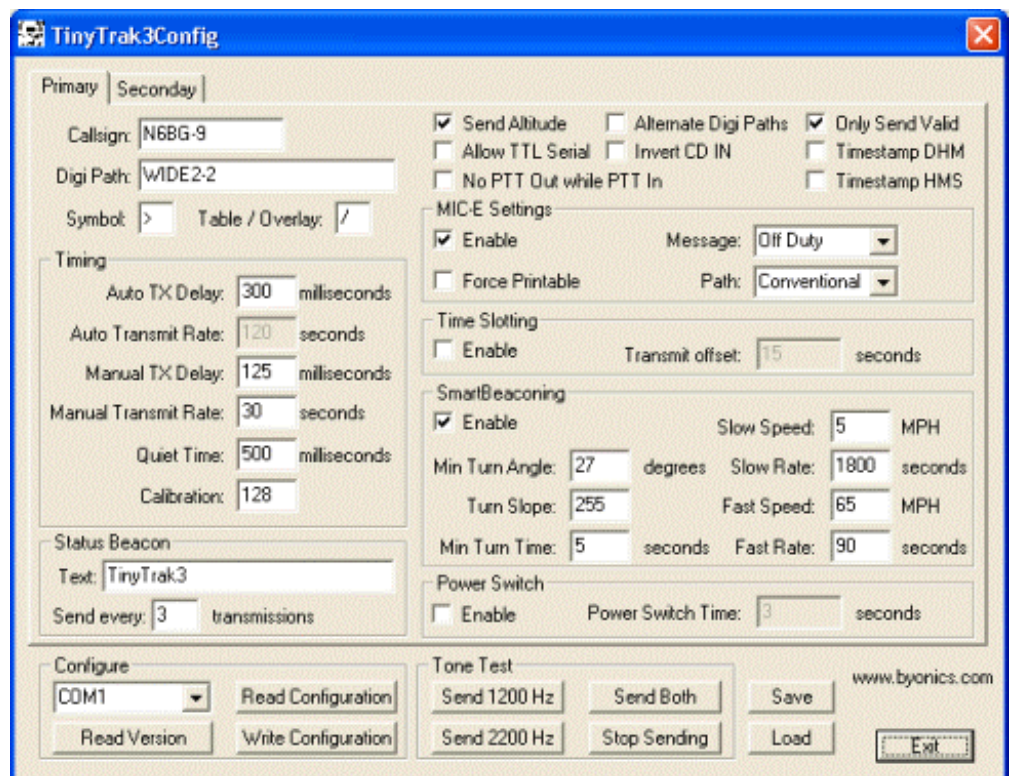 TinyTrak3Config
Primary
Seconday
Callsign: N6BG-9
Digi Path: WIDE2-2
Symbol: > Table / Overlay: /
Timing
Auto TX Delay: 300 milliseconds
Auto Transmit Rate: 120 seconds
Manual TX Delay: 125 milliseconds
Manual Transmit Rate: 30 seconds
Quiet Time: 500 milliseconds
Calibration: 128
Status Beacon
Text: TinyTrak3
Send every: 3 transmissions
Send Altitude Alternate Digi Paths Only Send Valid
Allow TTL Serial Invert CD IN Timestamp DHM
No PTT Out while PTT In Timestamp HMS
MIC-E Settings
Enable Message: Off Duty
Force Printable Path: Conventional
Time Slotting
Enable Transmit offset: 15 seconds
SmartBeaconing
Enable Slow Speed: 5 MPH
Min Turn Angle: 27 degrees Slow Rate: 1800 seconds
Turn Slope: 255 Fast Speed: 65 MPH
Min Turn Time: 5 seconds Fast Rate: 90 seconds
Power Switch
Enable Power Switch Time: 3 seconds
Configure
COM1 Read Configuration
Read Version Write Configuration
Tone Test
Send 1200 Hz Send Both
Send 2200 Hz Stop Sending
Save
Load
www.byonics.com
Exit